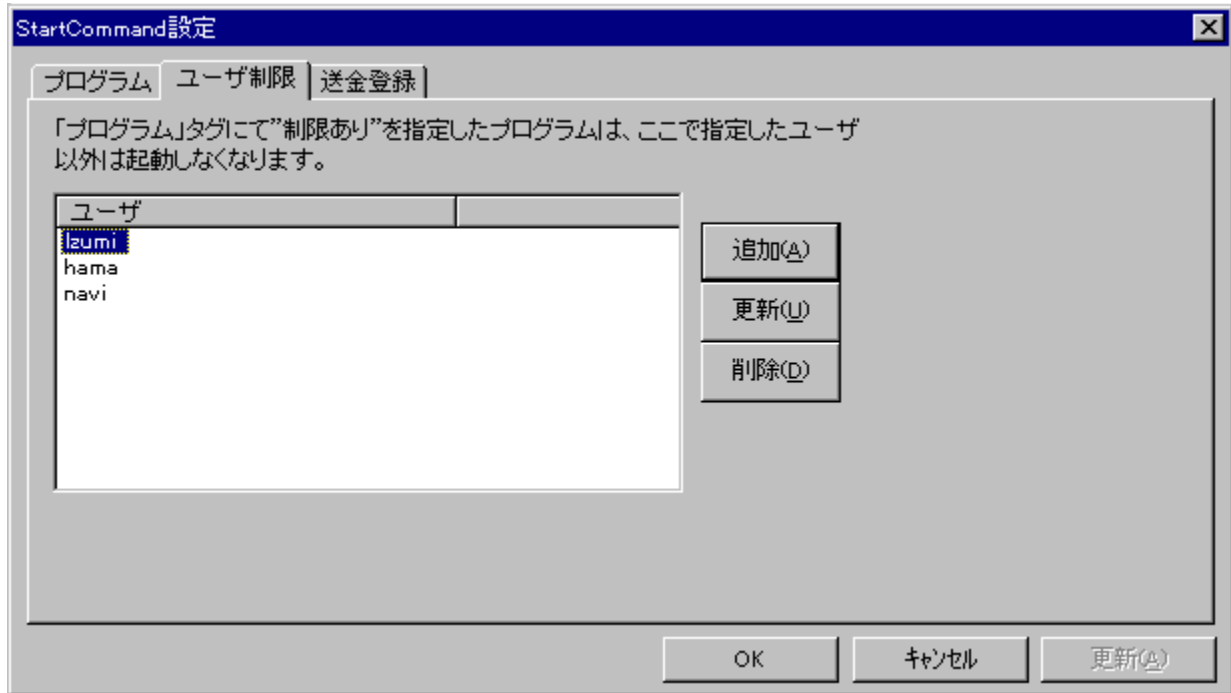 StartCommand設定
プログラム ユーザ制限 送金登録
「プログラム」タグにて”制限あり”を指定したプログラムは、ここで指定したユーザ
以外は起動しなくなります。
ユーザ
Izumi
hama
navi
追加(A)
更新(U)
削除(D)
OK キャンセル 更新(A)